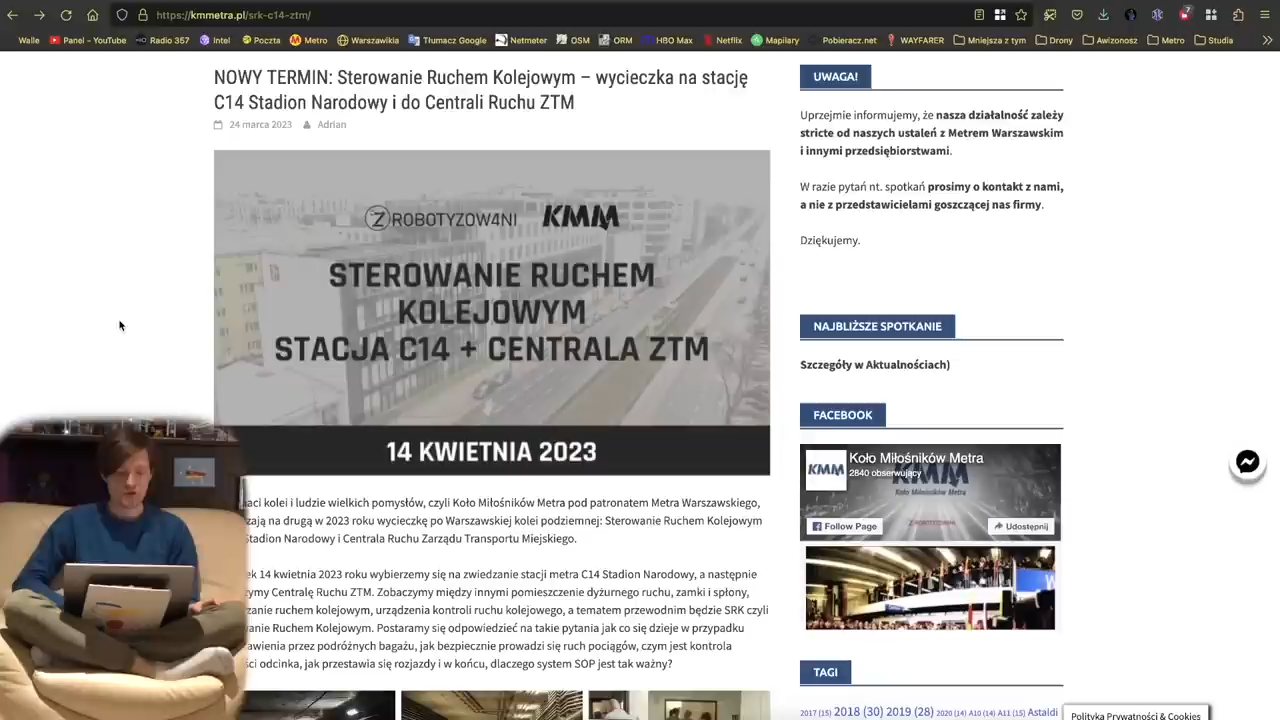 https://kmmetra.pl/srk-c14-ztm/
Walle Panel - YouTube Radio 357 Intel Poczta Metro Warszawikia Tłumacz Google Netmeter OSM ORM HBO Max Netflix Mapilary Pobieracz.net WAYFARER Mniejsza z tym Drony Awizonosz Metro Studia
NOWY TERMIN: Sterowanie Ruchem Kolejowym – wycieczka na stację
C14 Stadion Narodowy i do Centrali Ruchu ZTM
24 marca 2023 Adrian
ZROBOTYZOW4NI KMM
STEROWANIE RUCHEM
KOLEJOWYM
STACJA C14 + CENTRALA ZTM
14 KWIETNIA 2023
kolei i ludzie wielkich pomysłów, czyli Koło Miłośników Metra pod patronatem Metra Warszawskiego,
na drugą w 2023 roku wycieczkę po Warszawskiej kolei podziemnej: Sterowanie Ruchem Kolejowym
Stadion Narodowy i Centrala Ruchu Zarządu Transportu Miejskiego.
14 kwietnia 2023 roku wybierzemy się na zwiedzanie stacji metra C14 Stadion Narodowy, a następnie
Centralę Ruchu ZTM. Zobaczymy między innymi pomieszczenie dyżurnego ruchu, zamki i spłony,
ruchem kolejowym, urządzenia kontroli ruchu kolejowego, a tematem przewodnim będzie SRK czyli
Ruchem Kolejowym. Postaramy się odpowiedzieć na takie pytania jak co się dzieje w przypadku
przez podróżnych bagażu, jak bezpiecznie prowadzi się ruch pociągów, czym jest kontrola
odcinka, jak przestawia się rozjazdy i w końcu, dlaczego system SOP jest tak ważny?
UWAGA!
Uprzejmie informujemy, że nasza działalność zależy
stricte od naszych ustaleń z Metrem Warszawskim
i innymi przedsiębiorstwami.
W razie pytań nt. spotkań prosimy o kontakt z nami,
a nie z przedstawicielami goszczącej nas firmy.
Dziękujemy.
NAJBLIŻSZE SPOTKANIE
Szczegóły w Aktualnościach)
FACEBOOK
KMM Koło Miłośników Metra
2840 obserwujący
KMM
Koło Miłośników Metra
ZROBOTYZOW4NI
Follow Page Udostępnij
TAGI
2017 (15) 2018 (30) 2019 (28) 2020 (14) A10 (14) A11 (15) Astaldi
Polityka Prywatności & Cookies